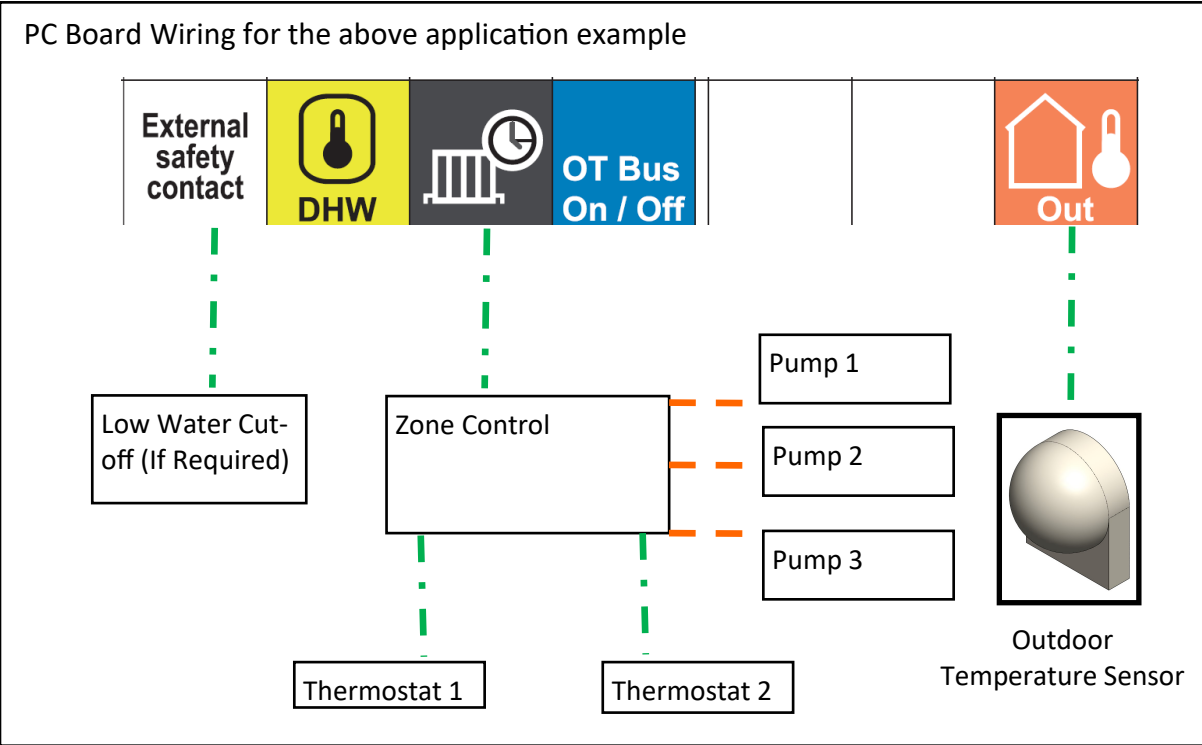 PC Board Wiring for the above application example
External
safety
contact
DHW
OT Bus
On / Off
Out
Low Water Cut-
off (If Required)
Zone Control
Pump 1
Pump 2
Pump 3
Thermostat 1
Thermostat 2
Outdoor
Temperature Sensor